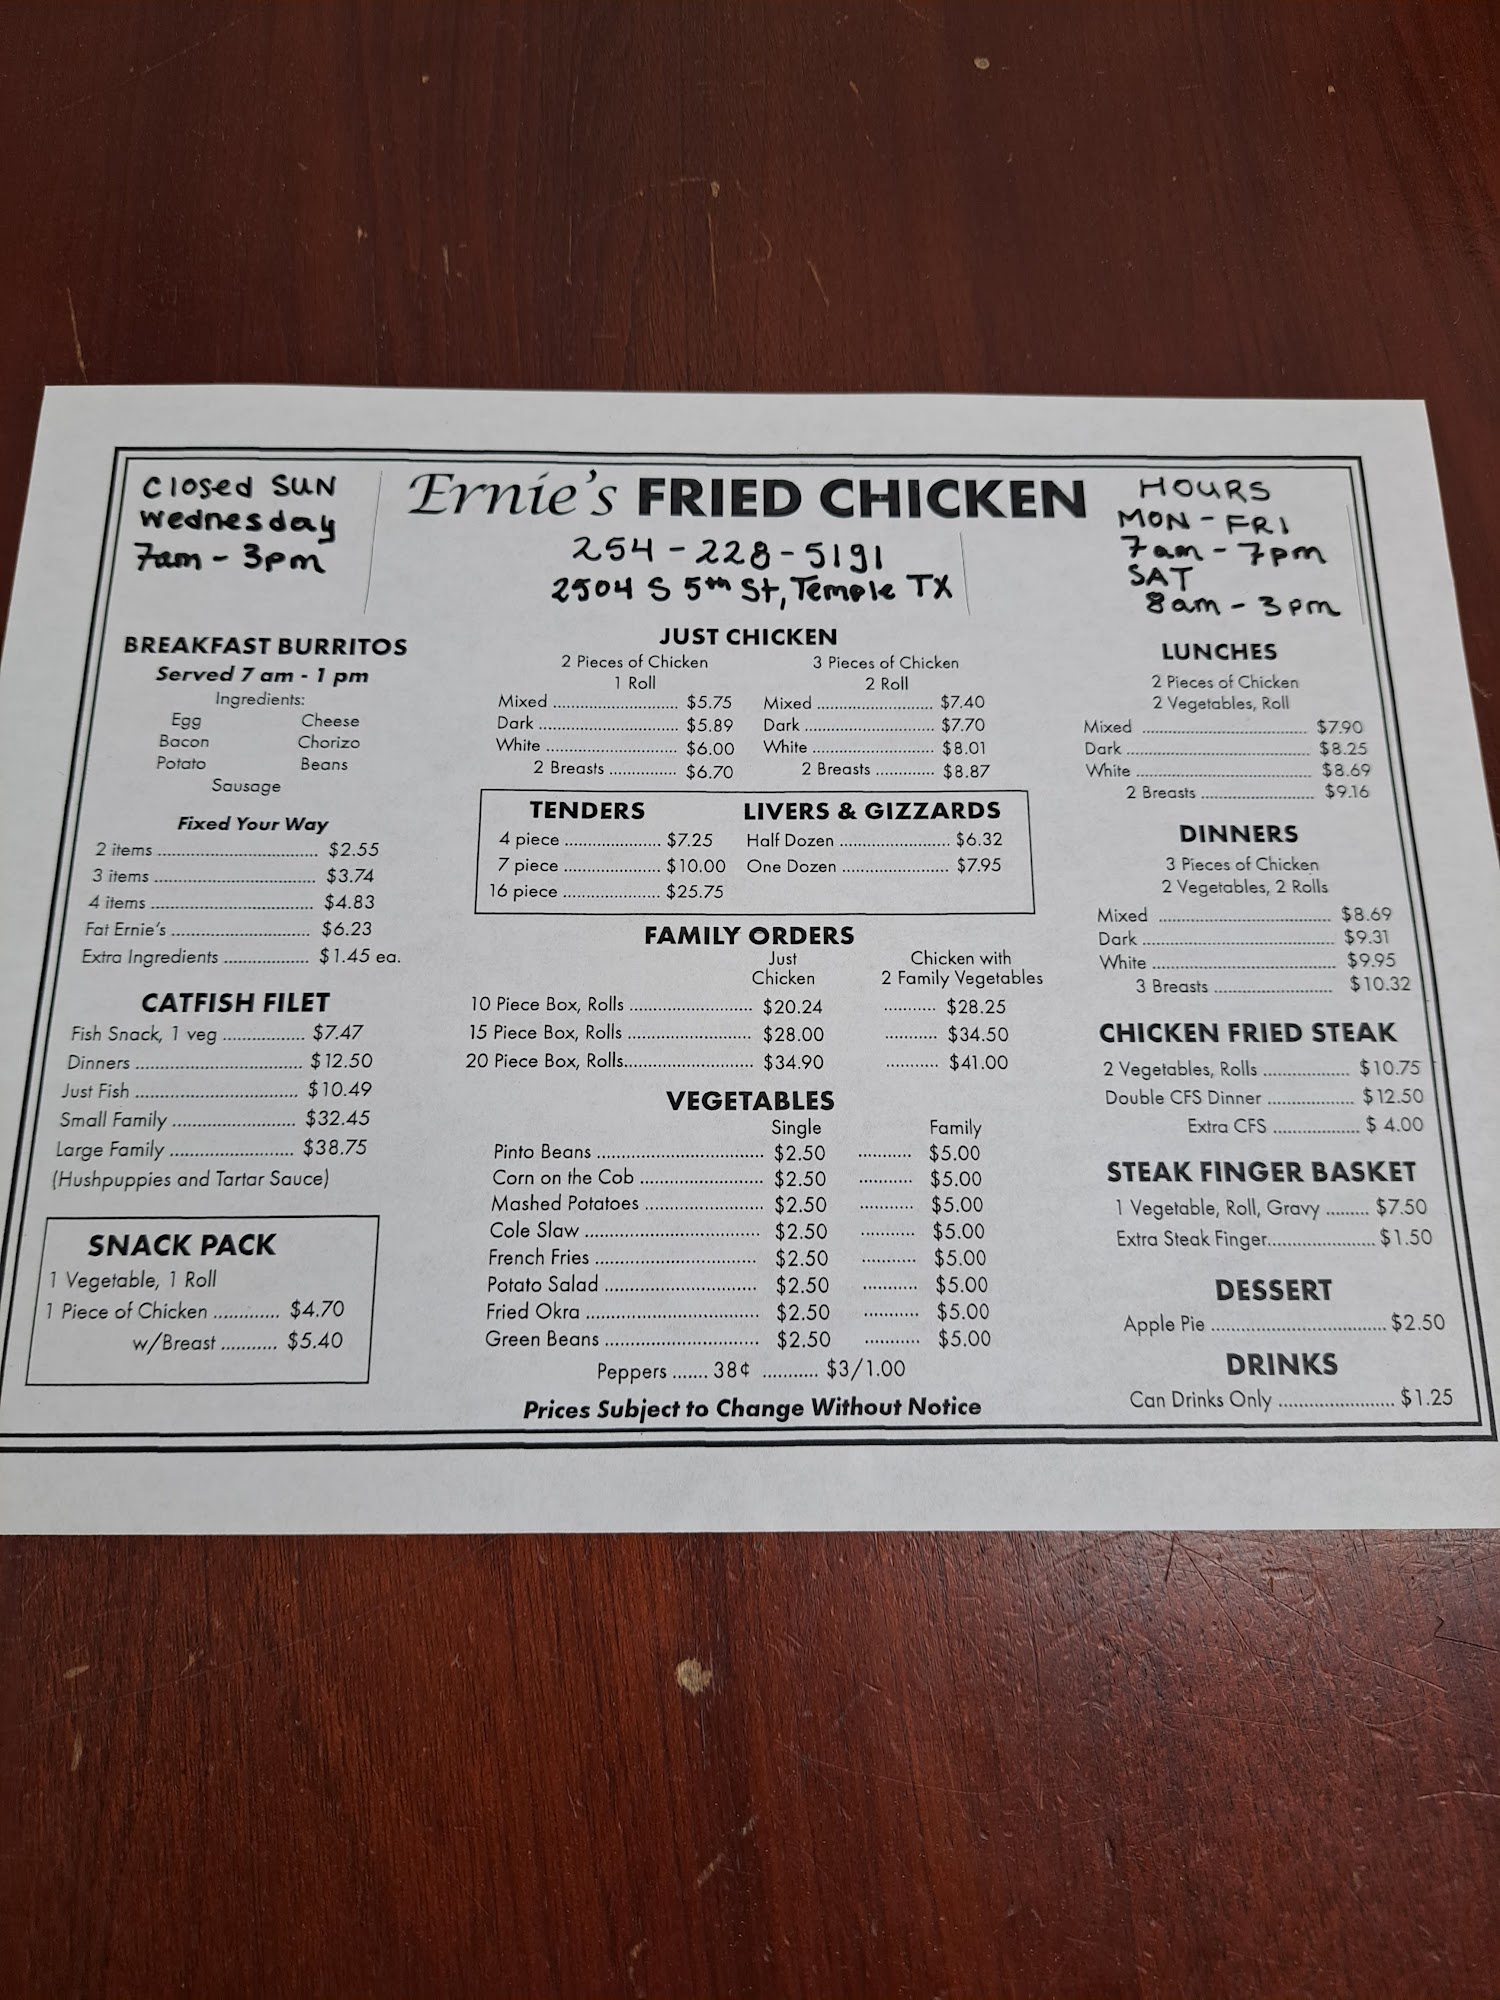 Closed SUN
Wednesday
7am - 3pm
Ernie's FRIED CHICKEN
254-228-5191
2504 S 5th St, Temple TX
HOURS
MON - FRI
7am - 7pm
SAT
8am - 3pm
BREAKFAST BURRITOS
Served 7 am - 1 pm
Ingredients:
Egg Cheese
Bacon Chorizo
Potato Beans
Sausage
Fixed Your Way
2 items .......... $2.55
3 items .......... $3.74
4 items .......... $4.83
Fat Ernie's .......... $6.23
Extra Ingredients .......... $1.45 ea.
CATFISH FILET
Fish Snack, 1 veg .......... $7.47
Dinners .......... $12.50
Just Fish .......... $10.49
Small Family .......... $32.45
Large Family .......... $38.75
(Hushpuppies and Tartar Sauce)
SNACK PACK
1 Vegetable, 1 Roll
1 Piece of Chicken .......... $4.70
w/Breast .......... $5.40
JUST CHICKEN
2 Pieces of Chicken 3 Pieces of Chicken
1 Roll 2 Roll
Mixed .......... $5.75 Mixed .......... $7.40
Dark .......... $5.89 Dark .......... $7.70
White .......... $6.00 White .......... $8.01
2 Breasts .......... $6.70 2 Breasts .......... $8.87
TENDERS LIVERS & GIZZARDS
4 piece .......... $7.25 Half Dozen .......... $6.32
7 piece .......... $10.00 One Dozen .......... $7.95
16 piece .......... $25.75
FAMILY ORDERS
Just Chicken with
Chicken 2 Family Vegetables
10 Piece Box, Rolls .......... $20.24 .......... $28.25
15 Piece Box, Rolls .......... $28.00 .......... $34.50
20 Piece Box, Rolls .......... $34.90 .......... $41.00
VEGETABLES
Single Family
Pinto Beans .......... $2.50 .......... $5.00
Corn on the Cob .......... $2.50 .......... $5.00
Mashed Potatoes .......... $2.50 .......... $5.00
Cole Slaw .......... $2.50 .......... $5.00
French Fries .......... $2.50 .......... $5.00
Potato Salad .......... $2.50 .......... $5.00
Fried Okra .......... $2.50 .......... $5.00
Green Beans .......... $2.50 .......... $5.00
Peppers ....... 38¢ ........... $3/1.00
Prices Subject to Change Without Notice
LUNCHES
2 Pieces of Chicken
2 Vegetables, Roll
Mixed .......... $7.90
Dark .......... $8.25
White .......... $8.69
2 Breasts .......... $9.16
DINNERS
3 Pieces of Chicken
2 Vegetables, 2 Rolls
Mixed .......... $8.69
Dark .......... $9.31
White .......... $9.95
3 Breasts .......... $10.32
CHICKEN FRIED STEAK
2 Vegetables, Rolls .......... $10.75
Double CFS Dinner .......... $12.50
Extra CFS .......... $ 4.00
STEAK FINGER BASKET
1 Vegetable, Roll, Gravy ......... $7.50
Extra Steak Finger .......... $1.50
DESSERT
Apple Pie .......... $2.50
DRINKS
Can Drinks Only .......... $1.25